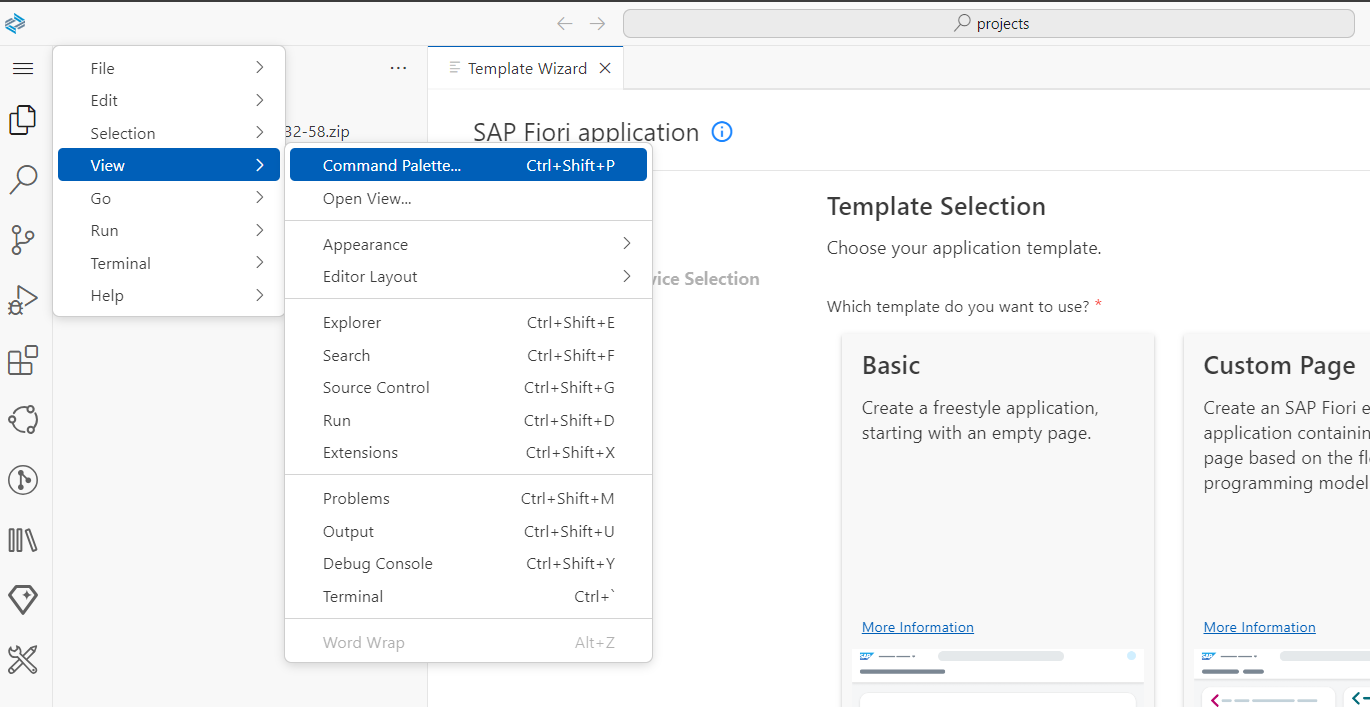 projects
File
Edit
Selection
View
Go
Run
Terminal
Help
32-58.zip
Command Palette... Ctrl+Shift+P
Open View...
Appearance
Editor Layout
Explorer Ctrl+Shift+E
Search Ctrl+Shift+F
Source Control Ctrl+Shift+G
Run Ctrl+Shift+D
Extensions Ctrl+Shift+X
Problems Ctrl+Shift+M
Output Ctrl+Shift+U
Debug Console Ctrl+Shift+Y
Terminal Ctrl+`
Word Wrap Alt+Z
Template Wizard
SAP Fiori application
vice Selection
Template Selection
Choose your application template.
Which template do you want to use? *
Basic
Create a freestyle application,
starting with an empty page.
More Information
SAP
Custom Page
Create an SAP Fiori e
application containin
page based on the fl
programming model
More Information
SAP